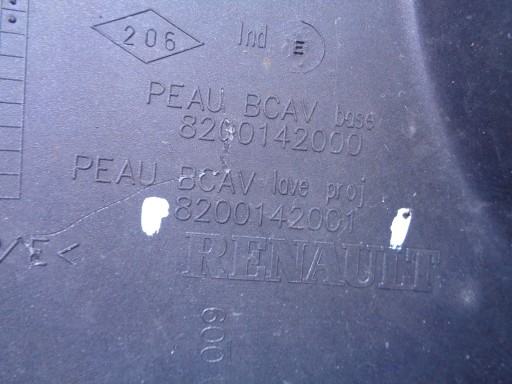 206 Ind E
PEAU BCAV base
8200142000
PEAU BCAV lave proj
8200142001
/E<
RENAULT
600